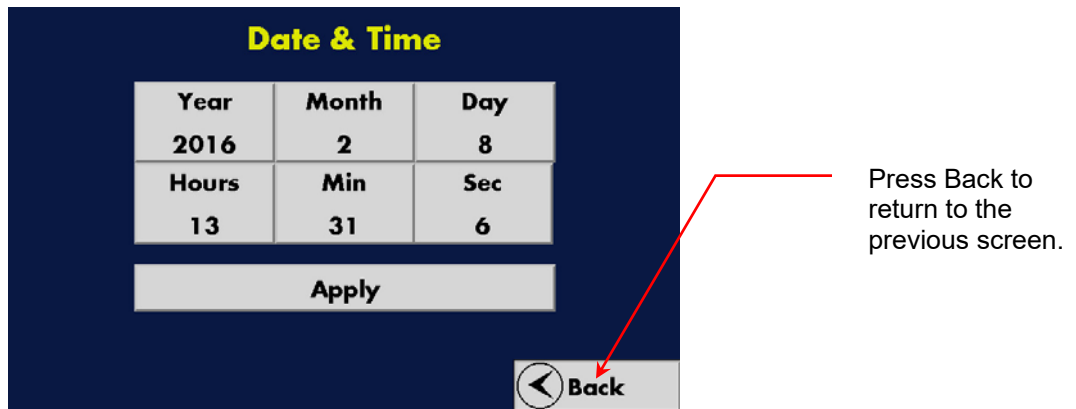 Date & Time
Year Month Day
2016 2 8
Hours Min Sec
13 31 6
Apply
Back
Press Back to
return to the
previous screen.